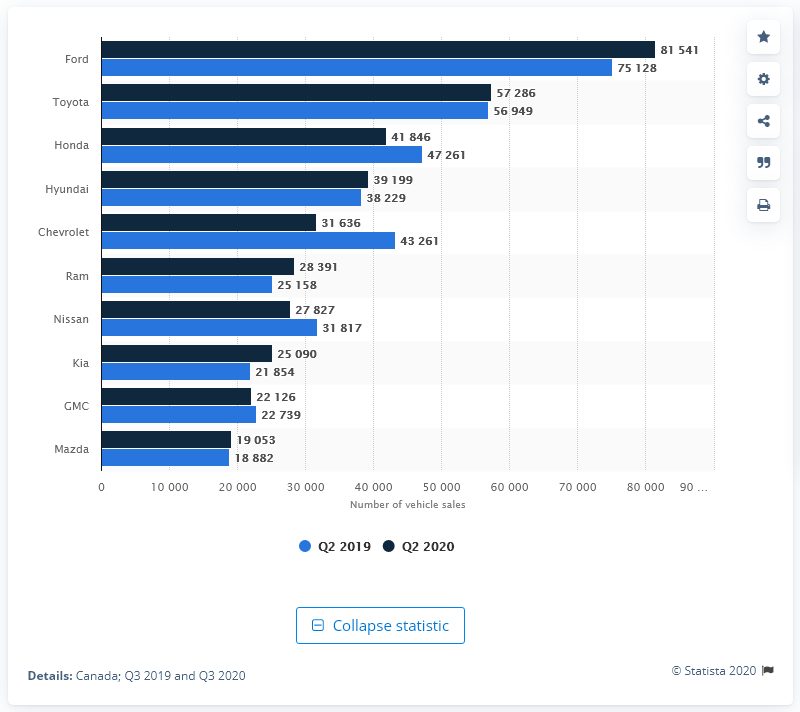 Ford 81 541
75 128
Toyota 57 286
56 949
Honda 41 846
47 261
Hyundai 39 199
38 229
Chevrolet 31 636
43 261
Ram 28 391
25 158
Nissan 27 827
31 817
Kia 25 090
21 854
GMC 22 126
22 739
Mazda 19 053
18 882
0 10 000 20 000 30 000 40 000 50 000 60 000 70 000 80 000 90 ...
Number of vehicle sales
Q2 2019 Q2 2020
Collapse statistic
Details: Canada; Q3 2019 and Q3 2020
© Statista 2020